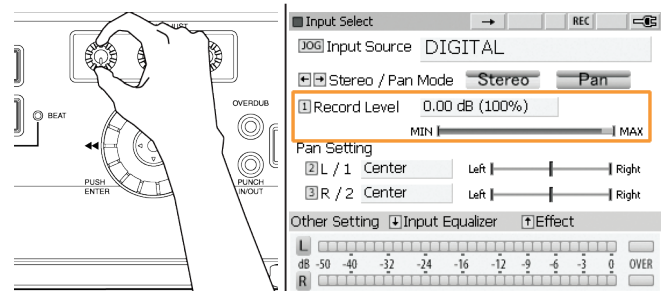 JUST
BEAT
OVERDUB
PUSH
ENTER
PUNCH
IN/OUT
Input Select → REC
JOG Input Source DIGITAL
←→ Stereo / Pan Mode Stereo Pan
1 Record Level 0.00 dB (100%)
MIN MAX
Pan Setting
2 L / 1 Center Left Right
3 R / 2 Center Left Right
Other Setting ↓ Input Equalizer ↑ Effect
L
dB -50 -40 -32 -24 -16 -12 -9 -6 -3 0 OVER
R